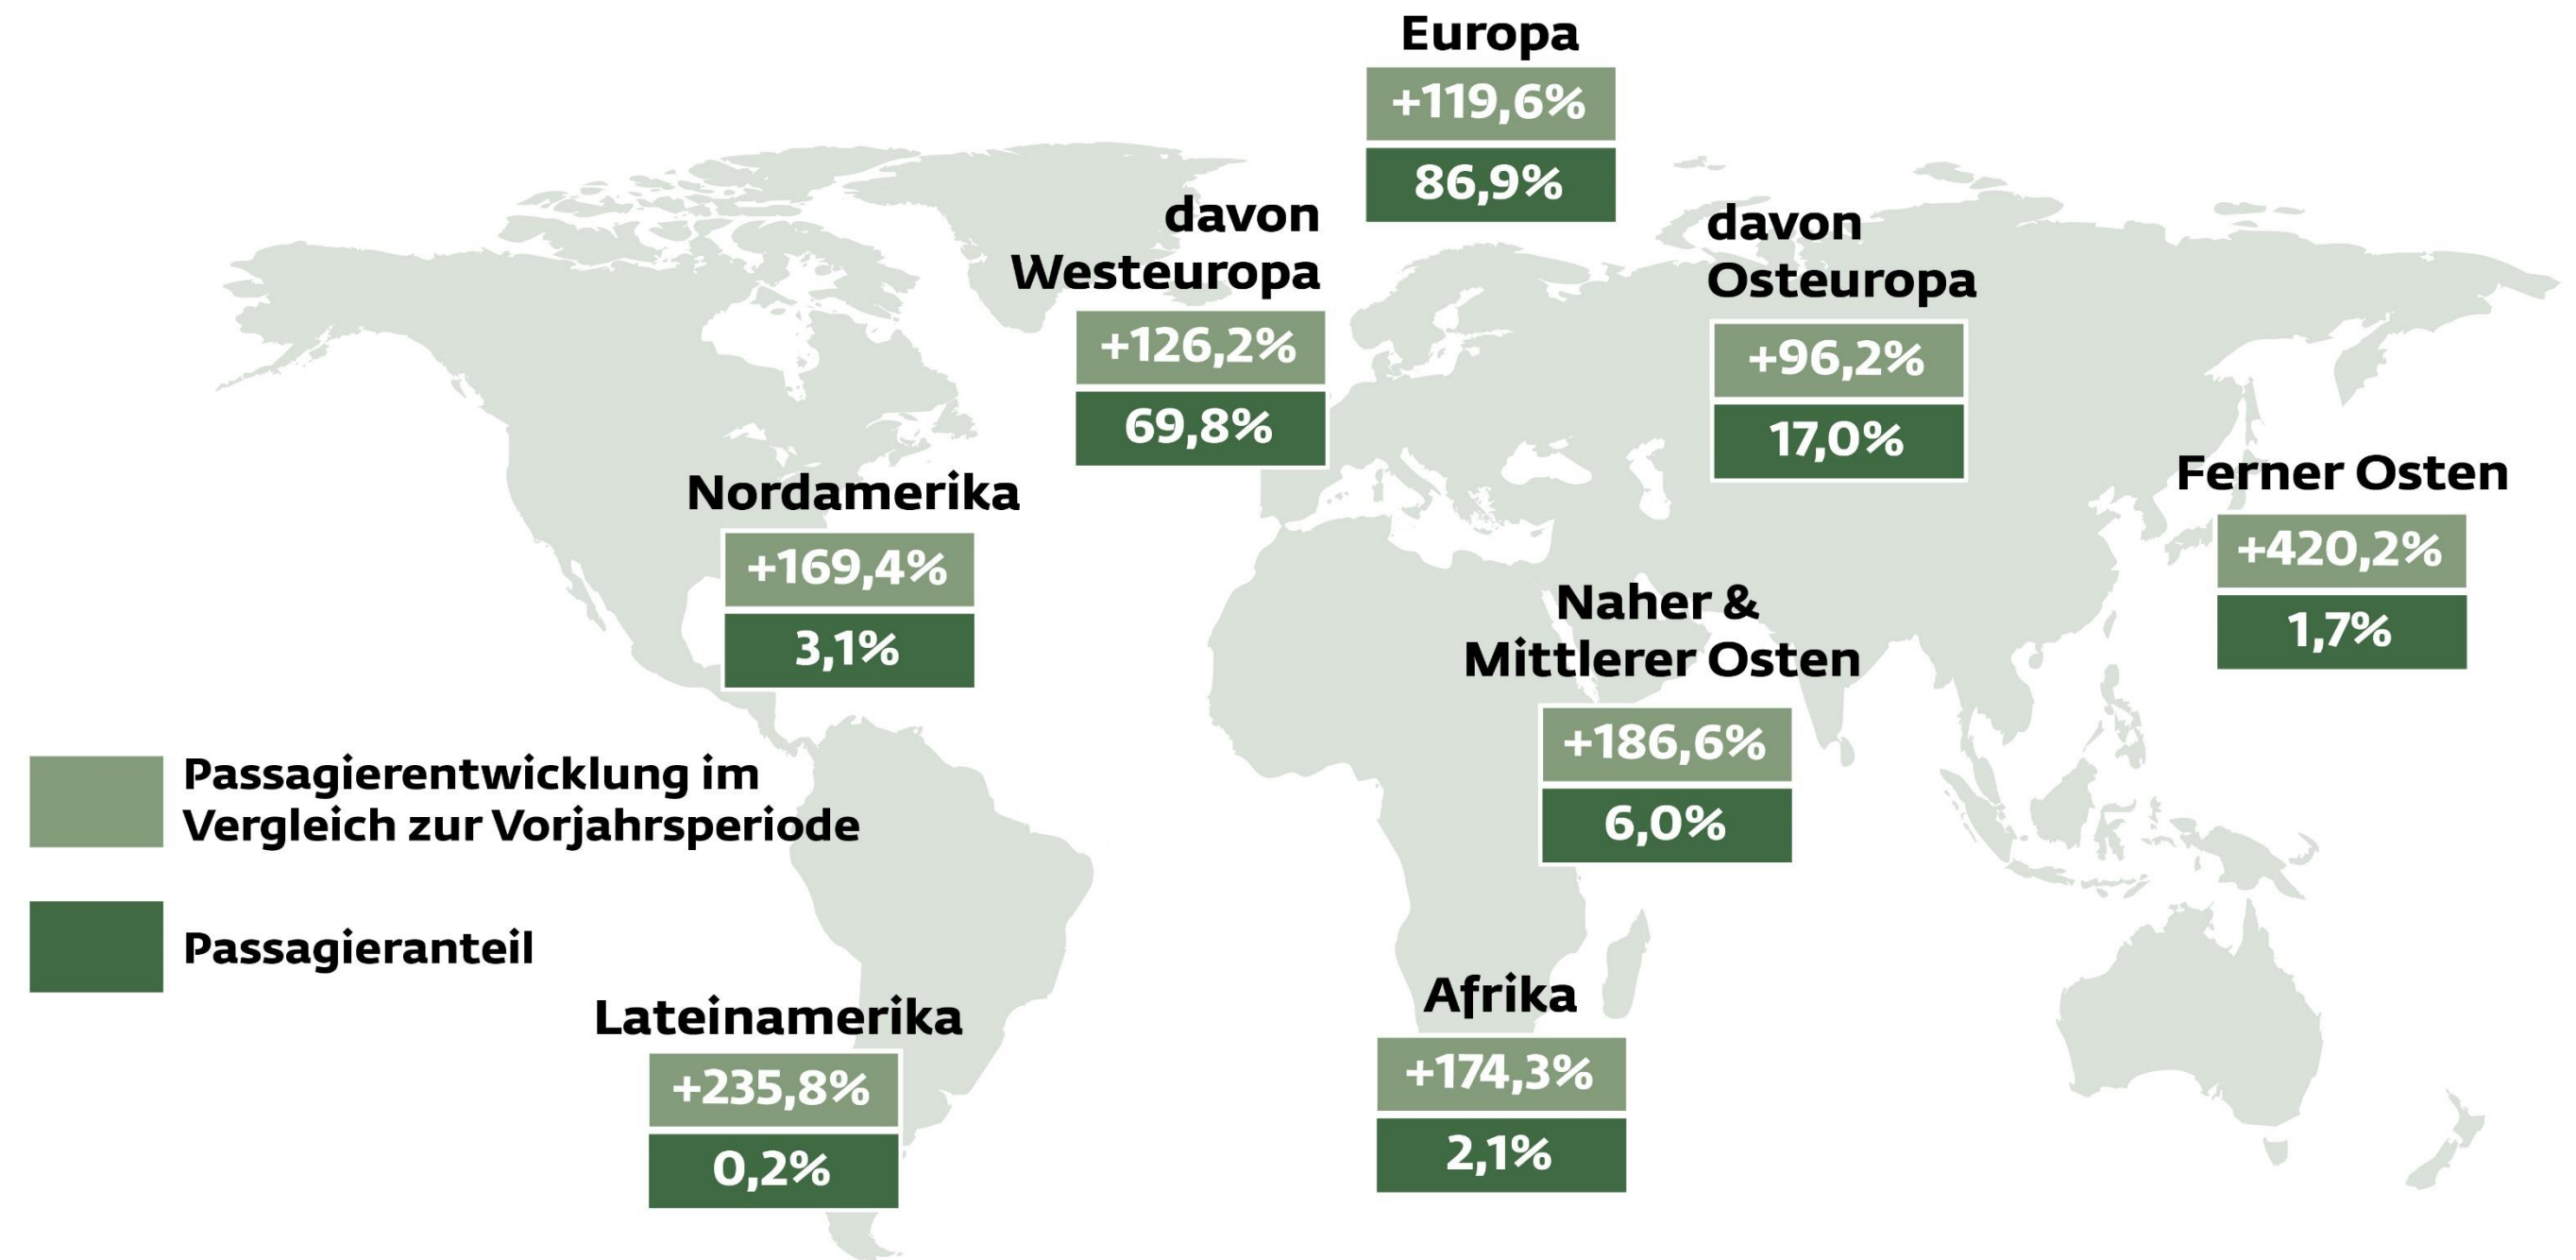 Europa
+119,6%
86,9%
davon
Westeuropa
+126,2%
69,8%
davon
Osteuropa
+96,2%
17,0%
Nordamerika
+169,4%
3,1%
Ferner Osten
+420,2%
1,7%
Naher &
Mittlerer Osten
+186,6%
6,0%
Passagierentwicklung im
Vergleich zur Vorjahrsperiode
Passagieranteil
Lateinamerika
+235,8%
0,2%
Afrika
+174,3%
2,1%